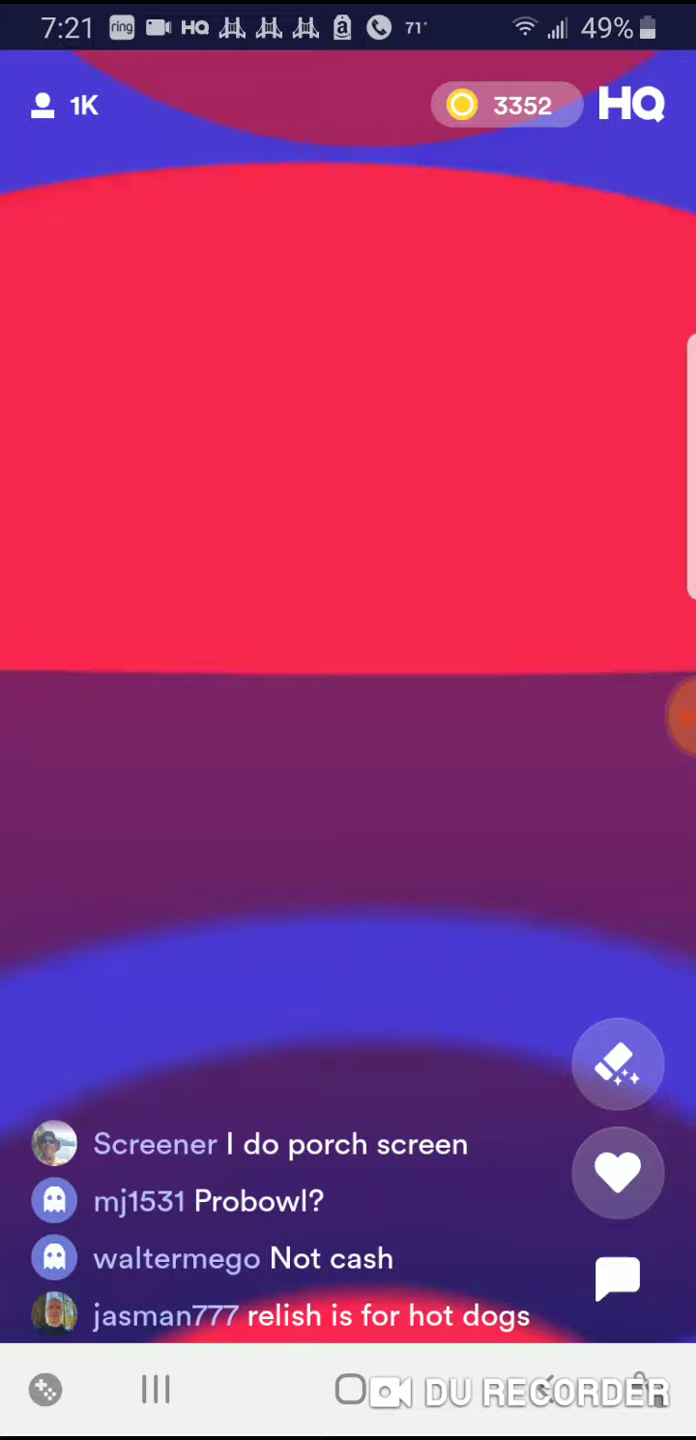 7:21 ring HQ a 71° 49%
1K 3352 HQ
Screener I do porch screen
mj1531 Probowl?
waltermego Not cash
jasman777 relish is for hot dogs
DU RECORDER